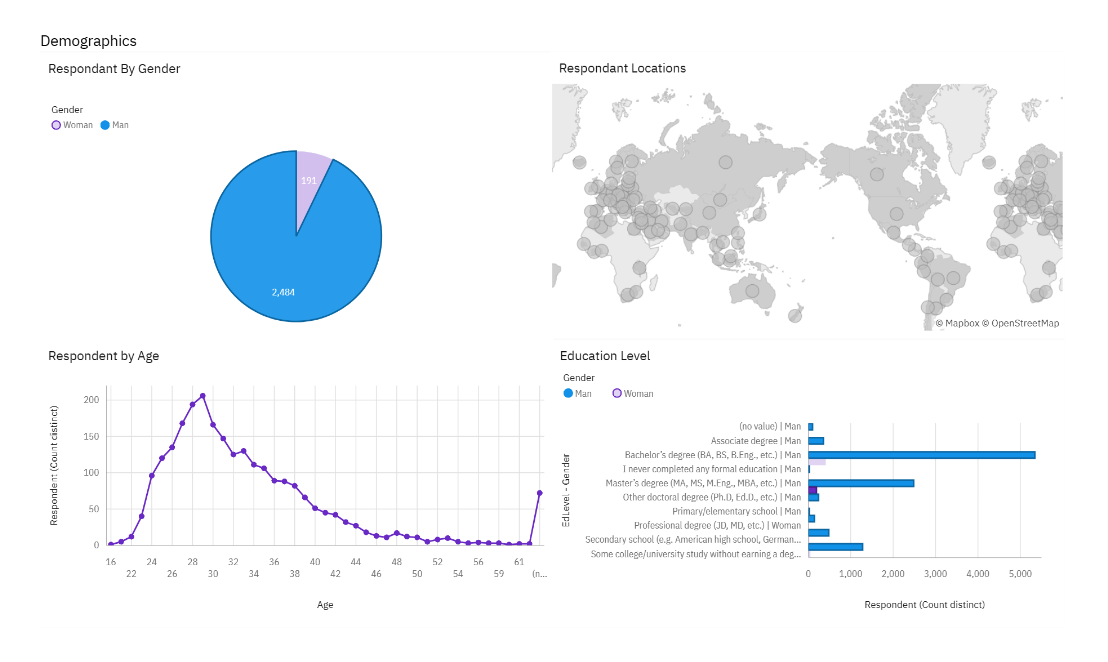 Demographics
Respondant By Gender
Gender
Woman Man
191
2,484
Respondant Locations
© Mapbox © OpenStreetMap
Respondent by Age
Respondent (Count distinct)
200
150
100
50
0
16 24 28 32 36 40 44 48 52 56 61
22 26 30 34 38 42 46 50 54 59 (n...
Age
Education Level
Gender
Man Woman
EdLevel - Gender
(no value) | Man
Associate degree | Man
Bachelor's degree (BA, BS, B.Eng., etc.) | Man
I never completed any formal education | Man
Master's degree (MA, MS, M.Eng., MBA, etc.) | Man
Other doctoral degree (Ph.D, Ed.D., etc.) | Man
Primary/elementary school | Man
Professional degree (JD, MD, etc.) | Woman
Secondary school (e.g. American high school, German...
Some college/university study without earning a deg...
0 1,000 2,000 3,000 4,000 5,000
Respondent (Count distinct)